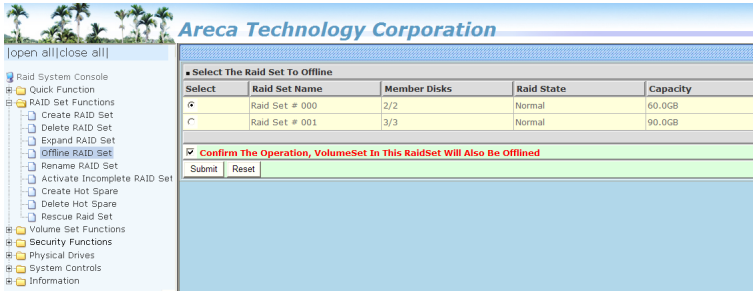 Areca Technology Corporation
|open all|close all|
Raid System Console
Quick Function
RAID Set Functions
Create RAID Set
Delete RAID Set
Expand RAID Set
Offline RAID Set
Rename RAID Set
Activate Incomplete RAID Set
Create Hot Spare
Delete Hot Spare
Rescue Raid Set
Volume Set Functions
Security Functions
Physical Drives
System Controls
Information
Select The Raid Set To Offline
Select Raid Set Name Member Disks Raid State Capacity
Raid Set # 000 2/2 Normal 60.0GB
Raid Set # 001 3/3 Normal 90.0GB
Confirm The Operation, VolumeSet In This RaidSet Will Also Be Offlined
Submit Reset